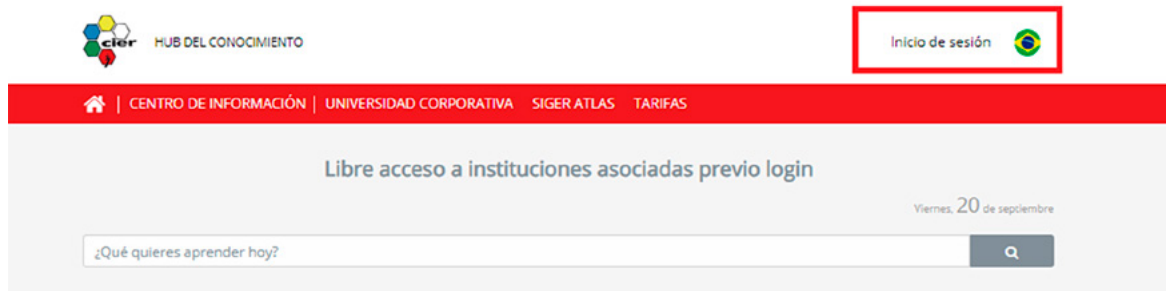 cier HUB DEL CONOCIMIENTO
Inicio de sesión
CENTRO DE INFORMACIÓN | UNIVERSIDAD CORPORATIVA SIGER ATLAS TARIFAS
Libre acceso a instituciones asociadas previo login
Viernes, 20 de septiembre
¿Qué quieres aprender hoy?